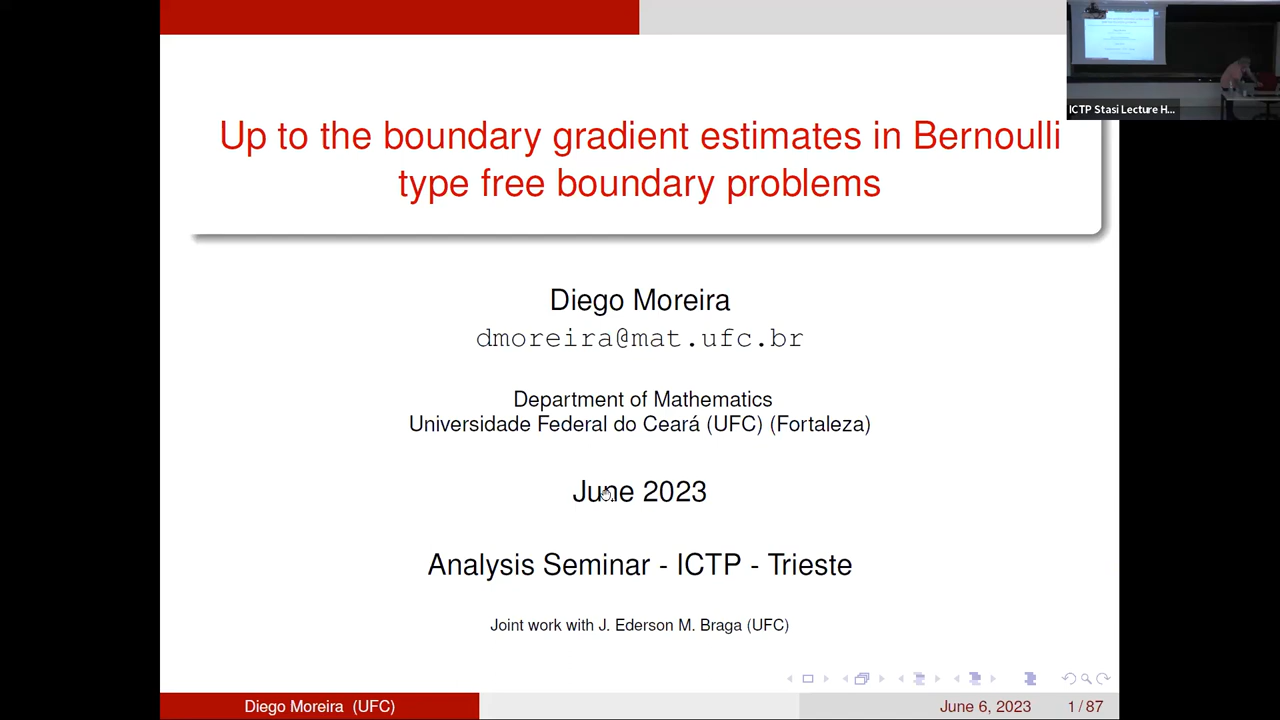 ICTP Stasi Lecture H...
Up to the boundary gradient estimates in Bernoulli
type free boundary problems
Diego Moreira
dmoreira@mat.ufc.br
Department of Mathematics
Universidade Federal do Ceará (UFC) (Fortaleza)
June 2023
Analysis Seminar - ICTP - Trieste
Joint work with J. Ederson M. Braga (UFC)
Diego Moreira (UFC)
June 6, 2023
1 / 87